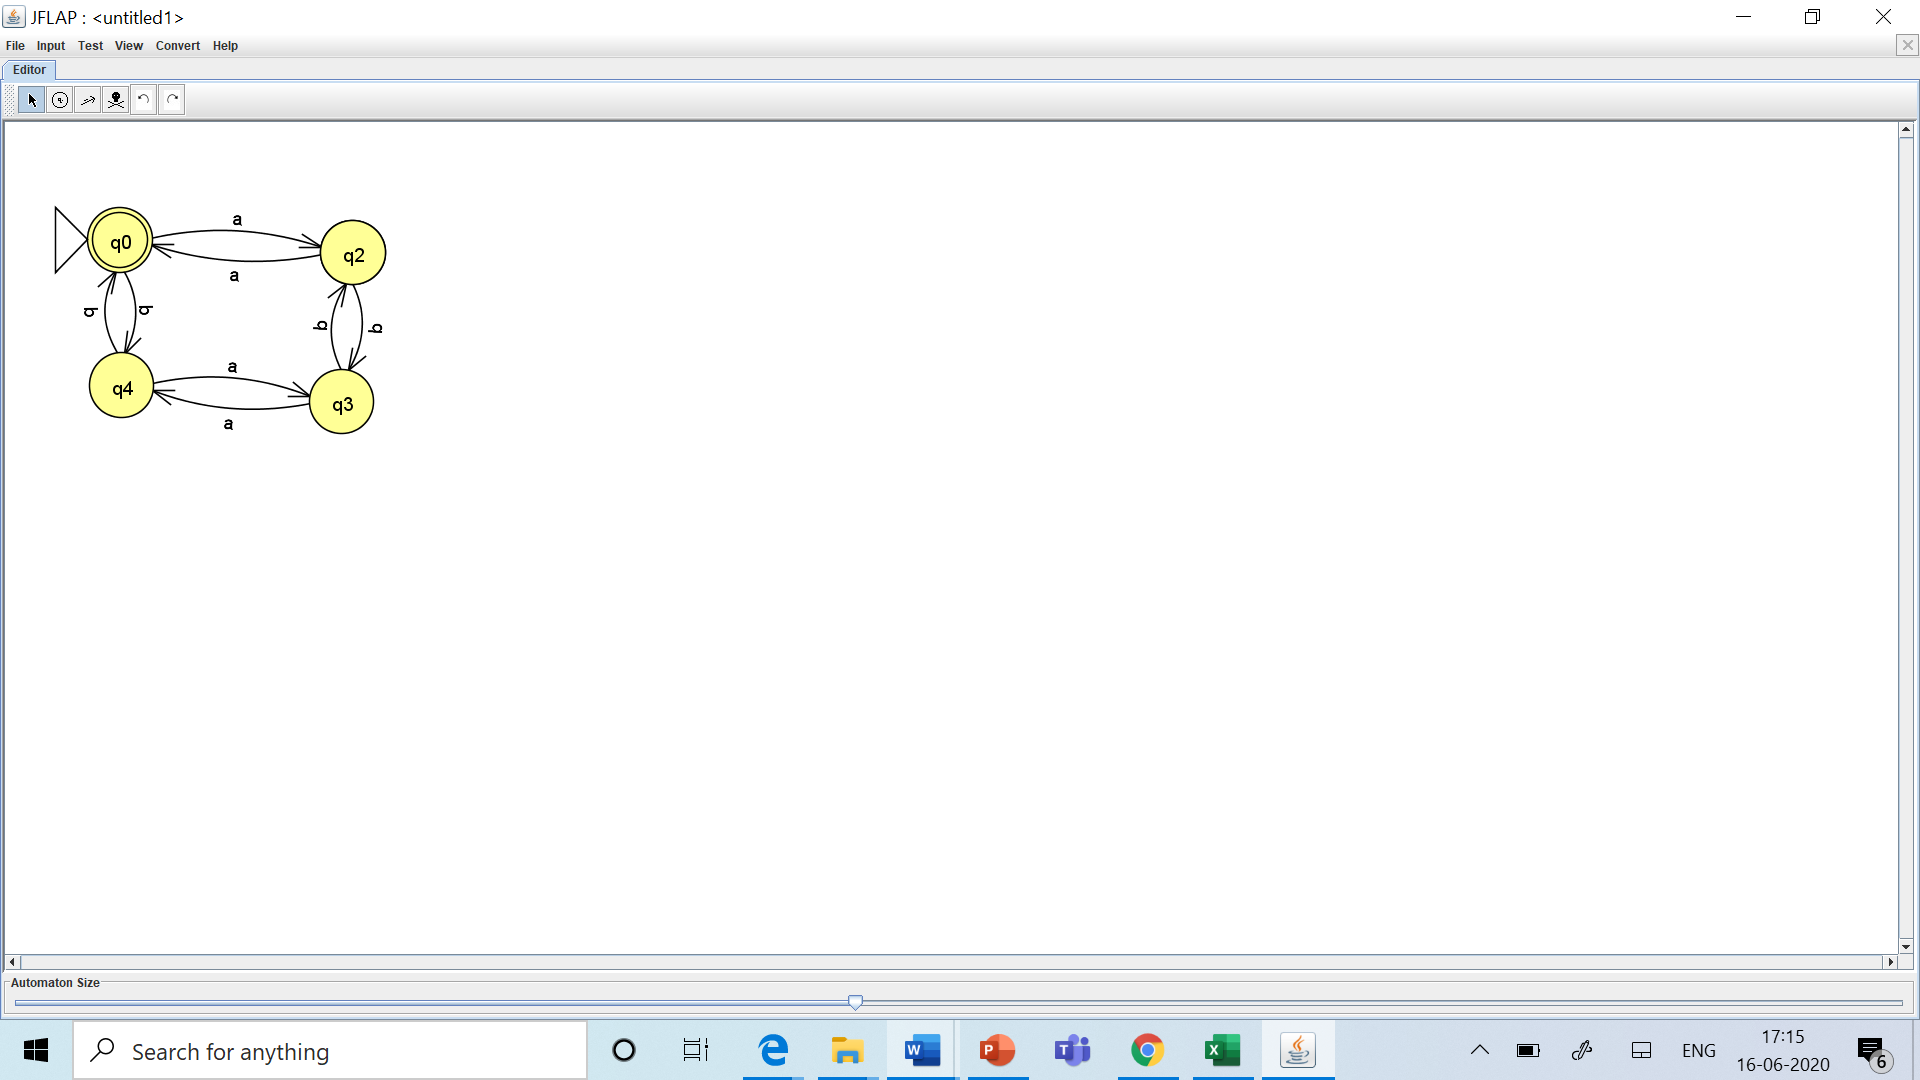 JFLAP : <untitled1>
File Input Test View Convert Help
Editor
a
q0
q2
a
b
b
b
b
a
q4
q3
a
Automaton Size
Search for anything
W
P
T
X
ENG
17:15
16-06-2020
6